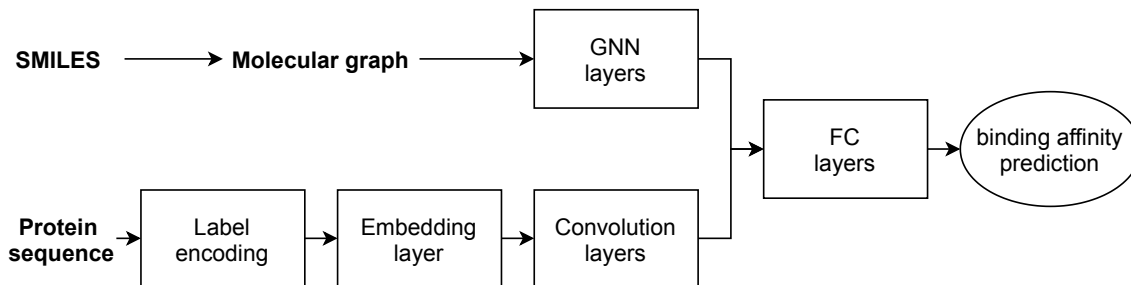 SMILES
Molecular graph
GNN
layers
FC
layers
binding affinity
prediction
Protein
sequence
Label
encoding
Embedding
layer
Convolution
layers